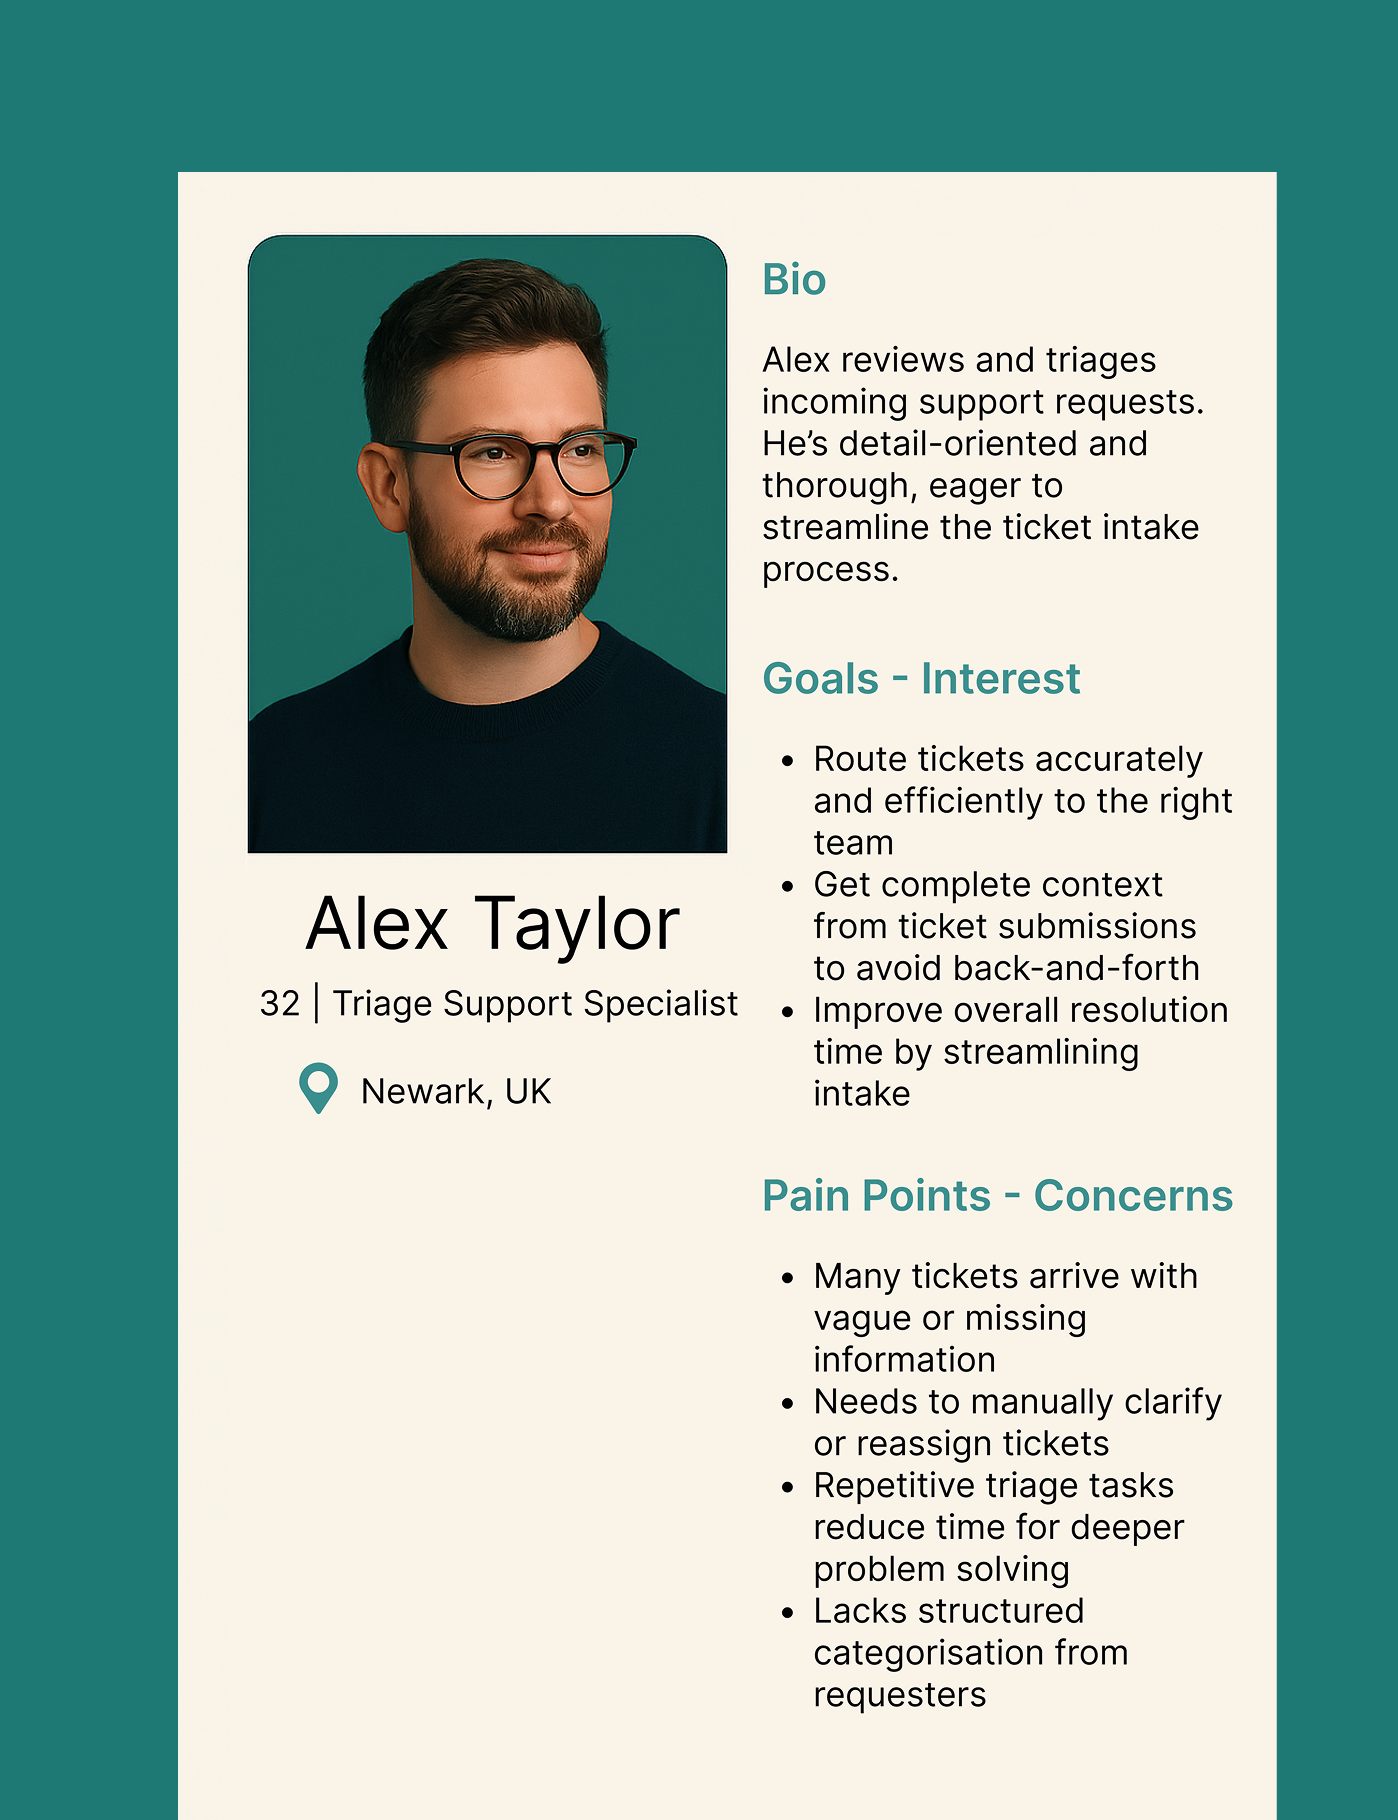 Alex Taylor
32 | Triage Support Specialist
Newark, UK
Bio
Alex reviews and triages
incoming support requests.
He’s detail-oriented and
thorough, eager to
streamline the ticket intake
process.
Goals - Interest
• Route tickets accurately
and efficiently to the right
team
• Get complete context
from ticket submissions
to avoid back-and-forth
• Improve overall resolution
time by streamlining
intake
Pain Points - Concerns
• Many tickets arrive with
vague or missing
information
• Needs to manually clarify
or reassign tickets
• Repetitive triage tasks
reduce time for deeper
problem solving
• Lacks structured
categorisation from
requesters